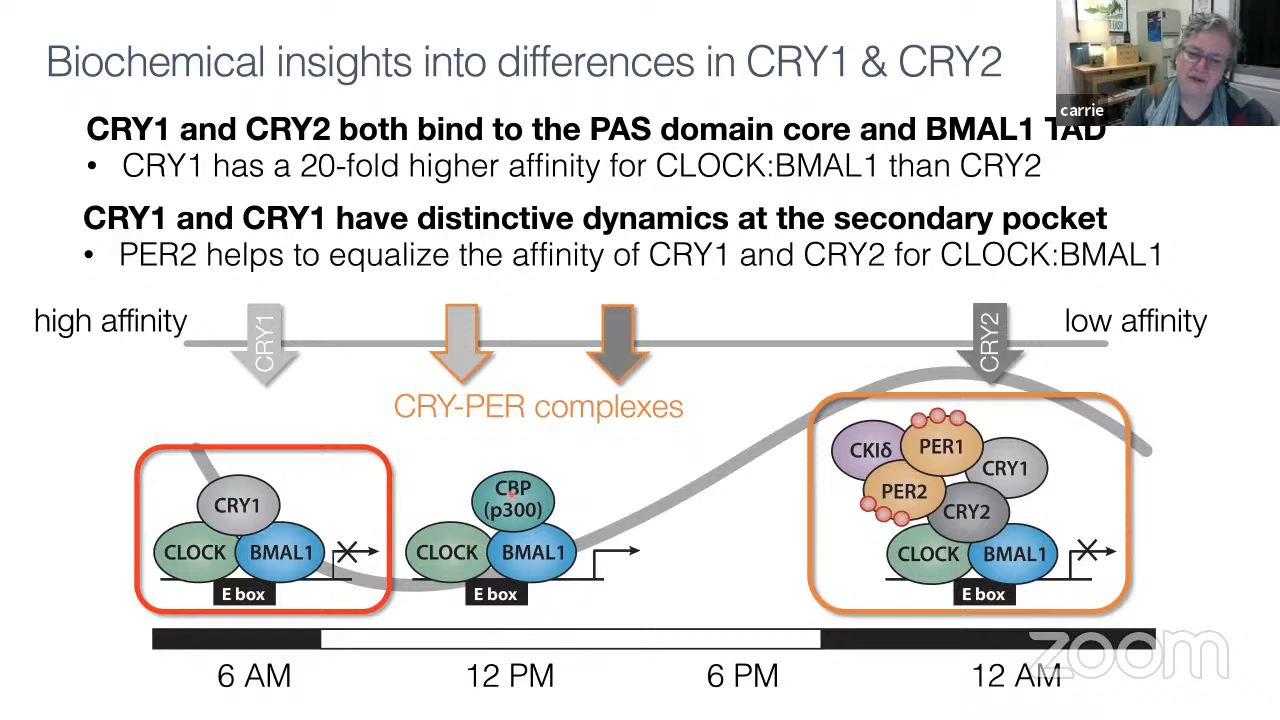 Biochemical insights into differences in CRY1 & CRY2
carrie
CRY1 and CRY2 both bind to the PAS domain core and BMAL1 TAD
• CRY1 has a 20-fold higher affinity for CLOCK:BMAL1 than CRY2
CRY1 and CRY1 have distinctive dynamics at the secondary pocket
• PER2 helps to equalize the affinity of CRY1 and CRY2 for CLOCK:BMAL1
high affinity
CRY1
CRY2
low affinity
CRY-PER complexes
CRY1
CLOCK
BMAL1
E box
CBP
(p300)
CLOCK
BMAL1
E box
CKIδ
PER1
PER2
CRY1
CRY2
CLOCK
BMAL1
E box
6 AM
12 PM
6 PM
12 AM
zoom